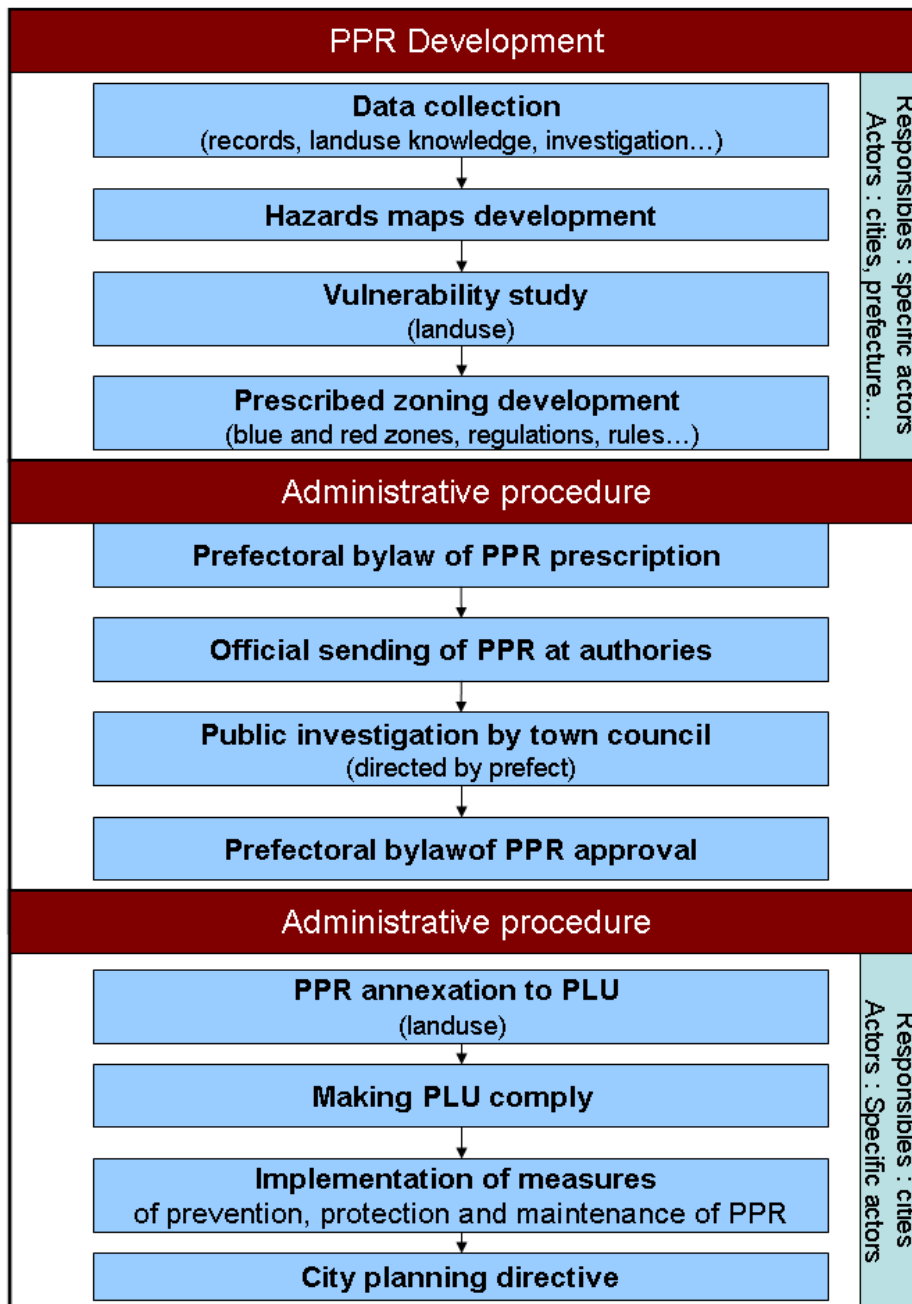 PPR Development
Data collection
(records, landuse knowledge, investigation…)
Hazards maps development
Vulnerability study
(landuse)
Prescribed zoning development
(blue and red zones, regulations, rules…)
Responsibles : specific actors
Actors : cities, prefecture…
Administrative procedure
Prefectoral bylaw of PPR prescription
Official sending of PPR at authories
Public investigation by town council
(directed by prefect)
Prefectoral bylawof PPR approval
Administrative procedure
PPR annexation to PLU
(landuse)
Making PLU comply
Implementation of measures
of prevention, protection and maintenance of PPR
City planning directive
Responsibles : cities
Actors : Specific actors